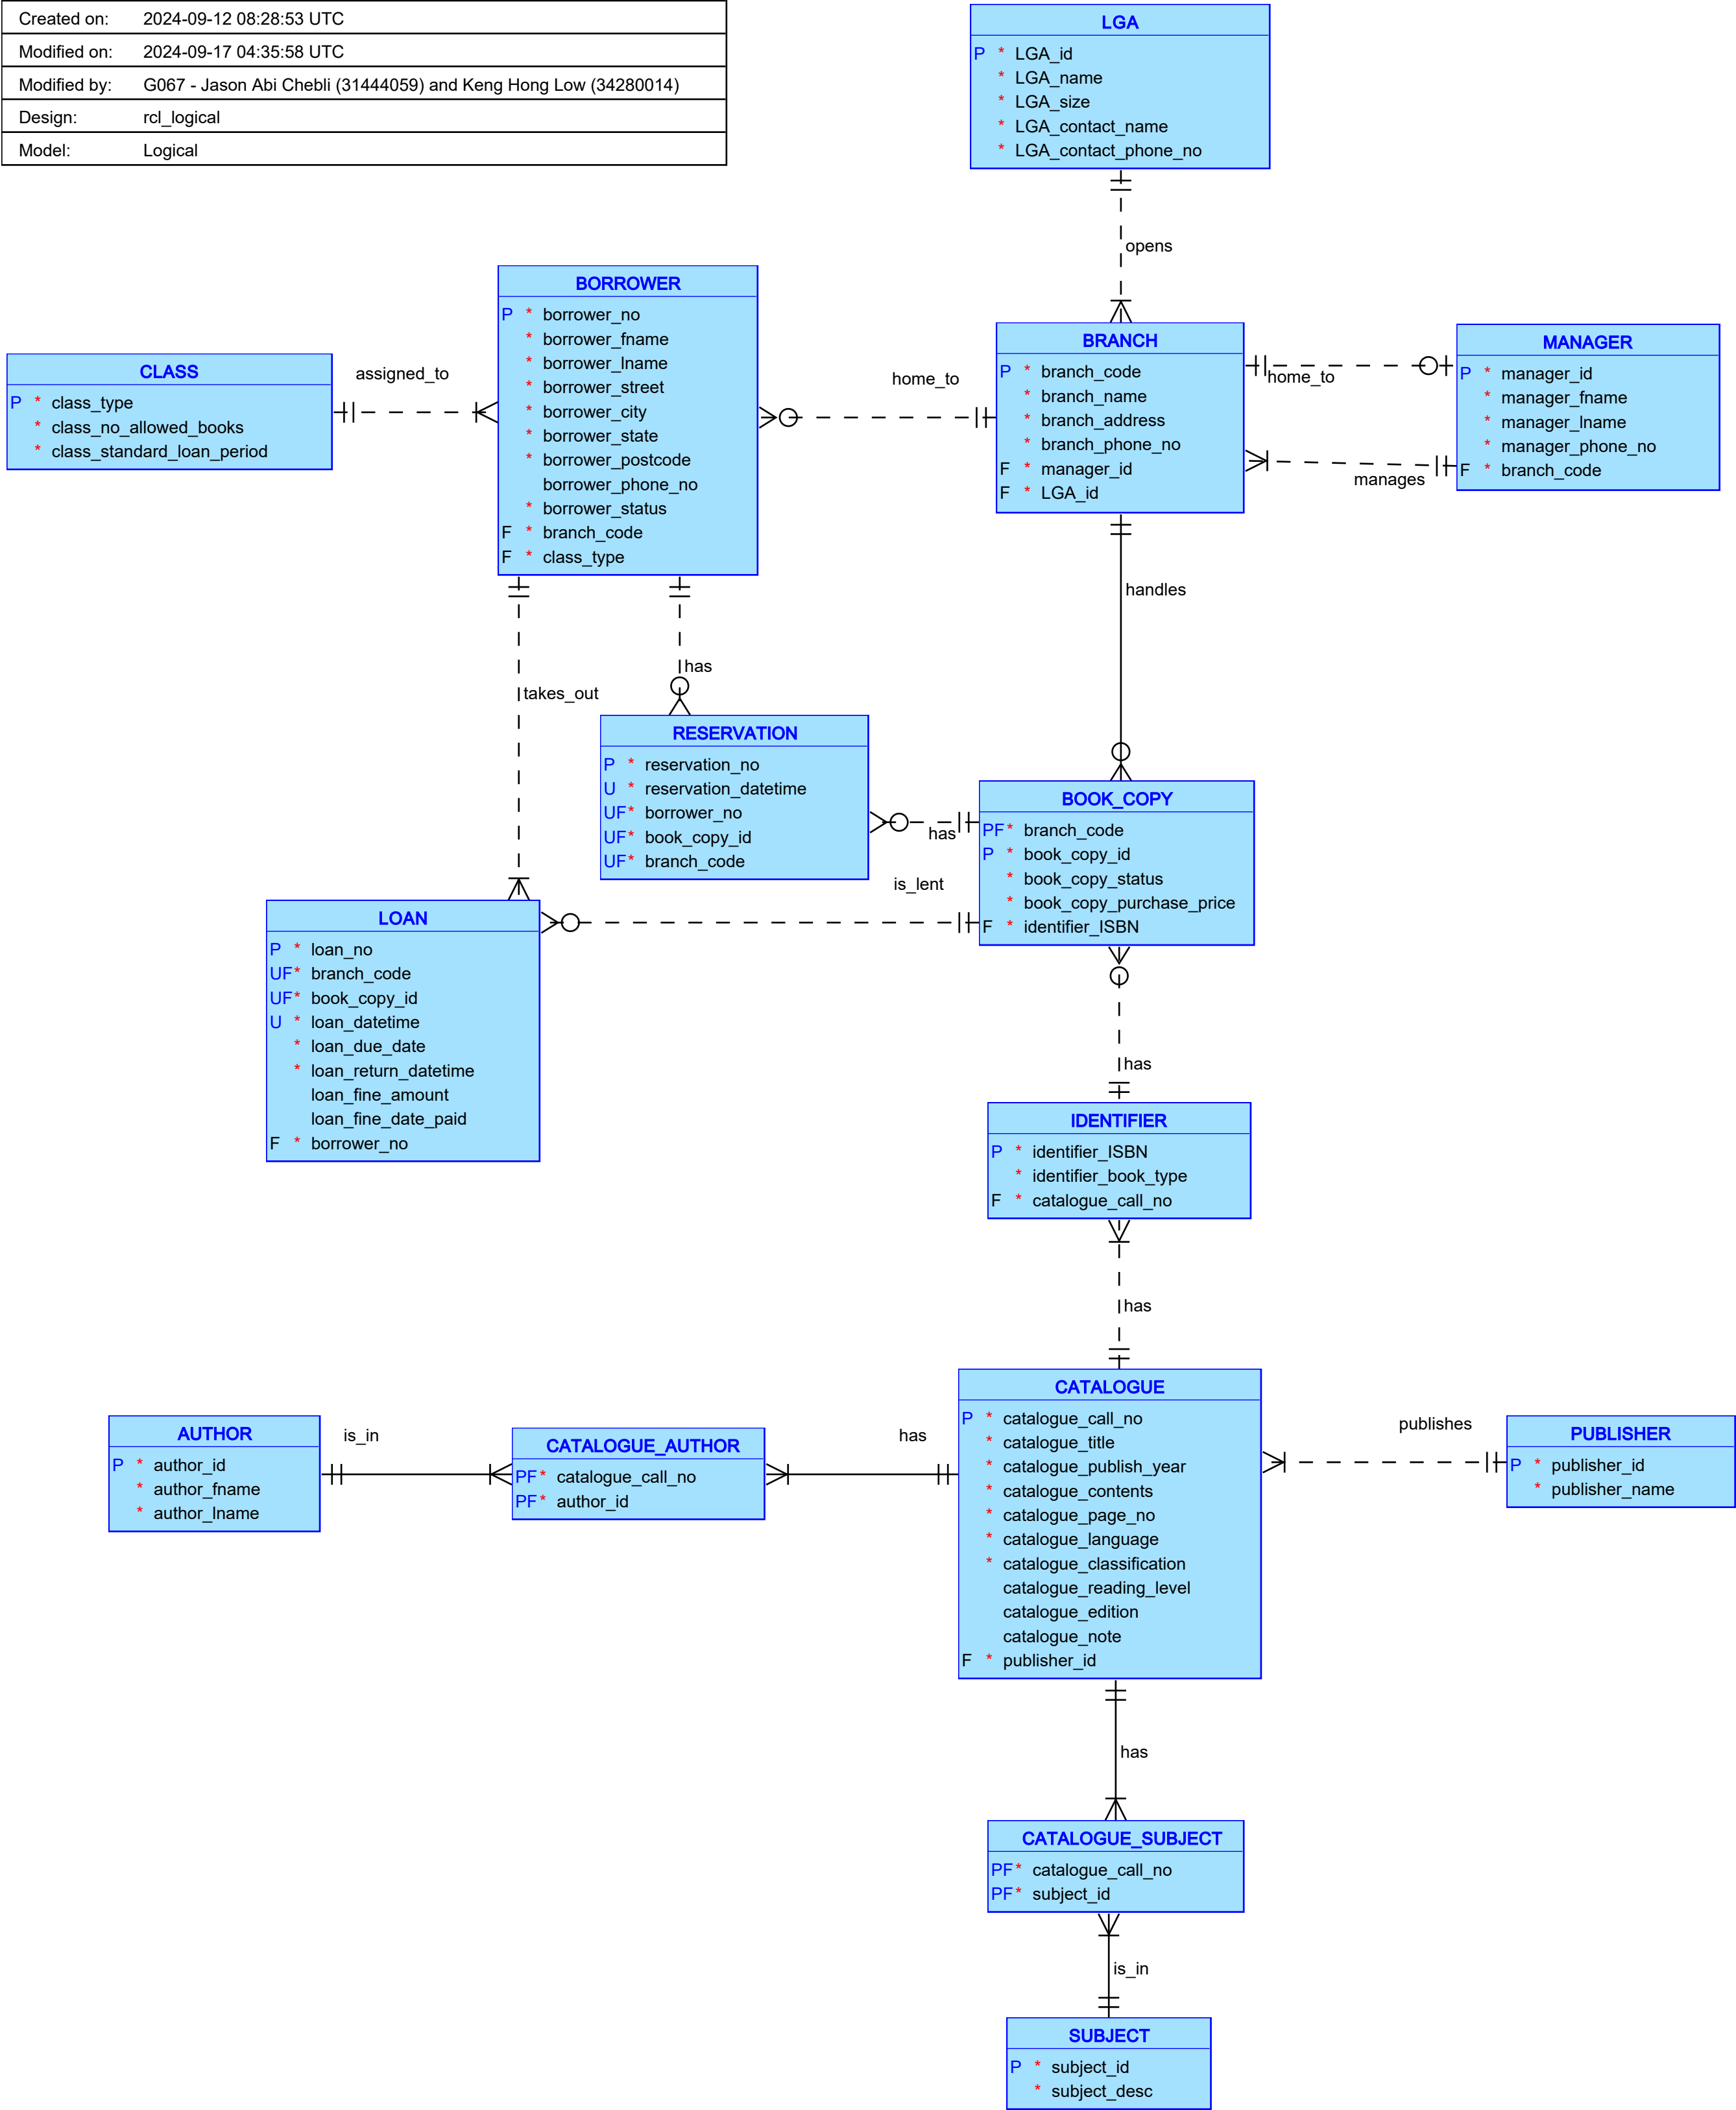 Created on: 2024-09-12 08:28:53 UTC
Modified on: 2024-09-17 04:35:58 UTC
Modified by: G067 - Jason Abi Chebli (31444059) and Keng Hong Low (34280014)
Design: rcl_logical
Model: Logical
LGA
P * LGA_id
* LGA_name
* LGA_size
* LGA_contact_name
* LGA_contact_phone_no
opens
BORROWER
P * borrower_no
* borrower_fname
* borrower_lname
* borrower_street
* borrower_city
* borrower_state
* borrower_postcode
borrower_phone_no
* borrower_status
F * branch_code
F * class_type
CLASS
P * class_type
* class_no_allowed_books
* class_standard_loan_period
assigned_to
home_to
BRANCH
P * branch_code
* branch_name
* branch_address
* branch_phone_no
F * manager_id
F * LGA_id
home_to
manages
MANAGER
P * manager_id
* manager_fname
* manager_lname
* manager_phone_no
F * branch_code
handles
has
takes_out
RESERVATION
P * reservation_no
U * reservation_datetime
UF * borrower_no
UF * book_copy_id
UF * branch_code
has
is_lent
BOOK_COPY
PF * branch_code
P * book_copy_id
* book_copy_status
* book_copy_purchase_price
F * identifier_ISBN
LOAN
P * loan_no
UF * branch_code
UF * book_copy_id
U * loan_datetime
* loan_due_date
* loan_return_datetime
loan_fine_amount
loan_fine_date_paid
F * borrower_no
has
IDENTIFIER
P * identifier_ISBN
* identifier_book_type
F * catalogue_call_no
has
CATALOGUE
P * catalogue_call_no
* catalogue_title
* catalogue_publish_year
* catalogue_contents
* catalogue_page_no
* catalogue_language
* catalogue_classification
catalogue_reading_level
catalogue_edition
catalogue_note
F * publisher_id
AUTHOR
P * author_id
* author_fname
* author_lname
is_in
CATALOGUE_AUTHOR
PF * catalogue_call_no
PF * author_id
has
publishes
PUBLISHER
P * publisher_id
* publisher_name
has
CATALOGUE_SUBJECT
PF * catalogue_call_no
PF * subject_id
is_in
SUBJECT
P * subject_id
* subject_desc